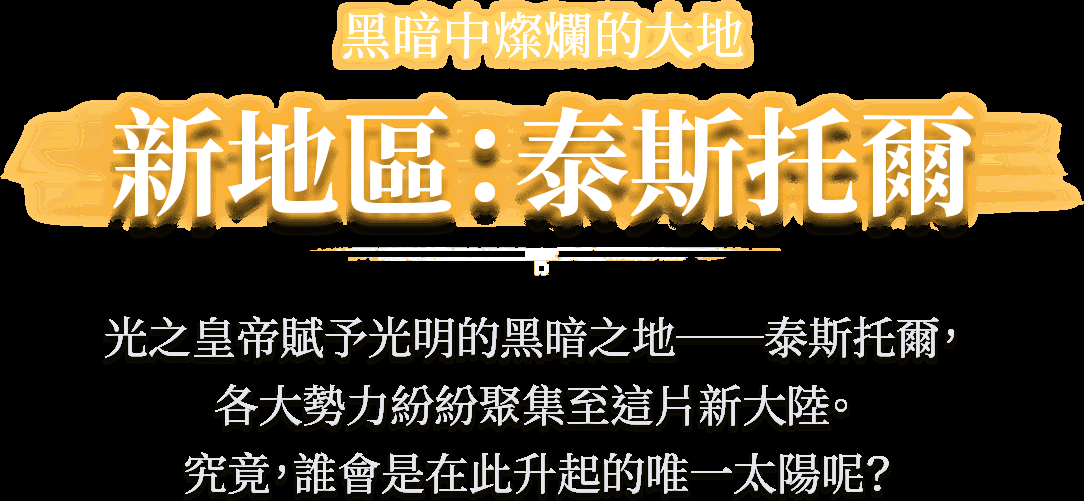 黑暗中燦爛的大地
新地區：泰斯托爾
光之皇帝賦予光明的黑暗之地──泰斯托爾，
各大勢力紛紛聚集至這片新大陸。
究竟，誰會是在此升起的唯一太陽呢？